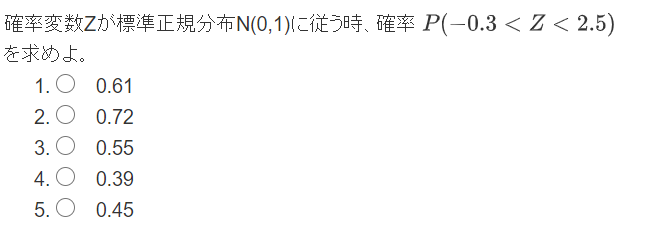 確率変数Zが標準正規分布N(0,1)に従う時、確率 P(−0.3 < Z < 2.5)
を求めよ。
1. 0.61
2. 0.72
3. 0.55
4. 0.39
5. 0.45